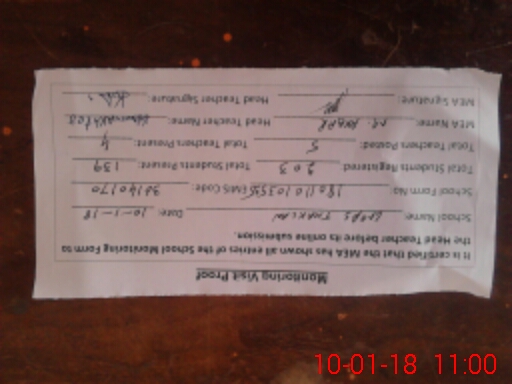 Monitoring Visit Proof
It is certified that the MEA has shown all entries of the School Monitoring Form to
the Head Teacher before its online submission.
School Name: Date: 10-1-18
School Form No: EMIS Code: 38140170
Total Students Registered: 203 Total Students Present: 139
Total Teachers Posted: 5 Total Teachers Present: 4
MEA Name: M. Akbar Head Teacher Name:
MEA Signature: Head Teacher Signature:
10-01-18 11:00